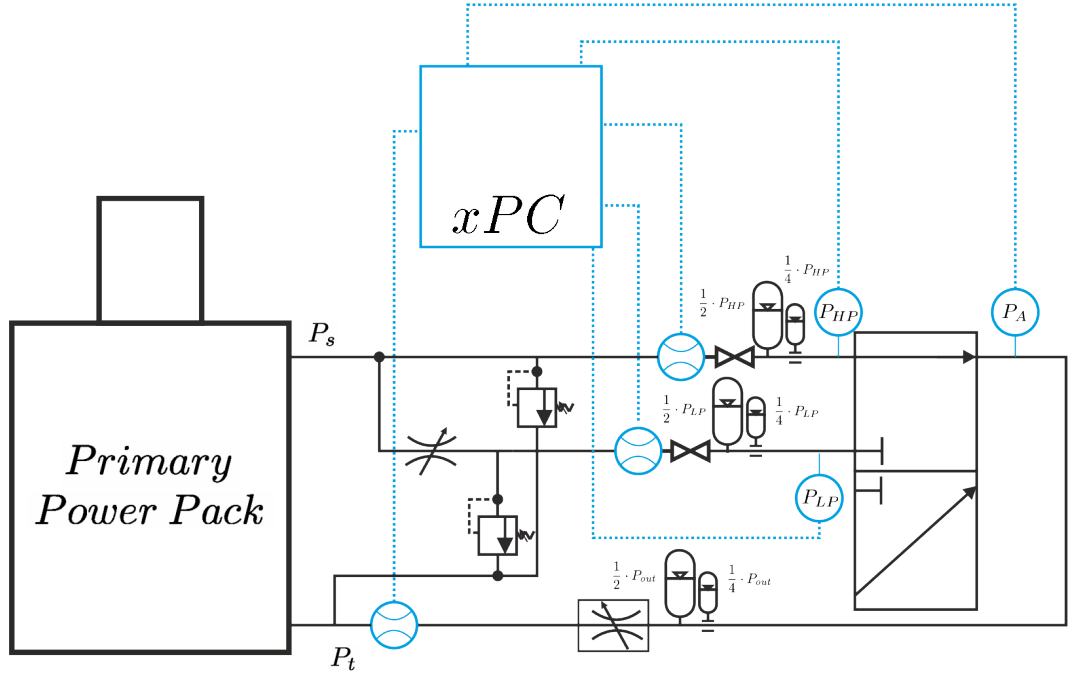 xPC
1/4 · P_HP
1/2 · P_HP
P_HP
P_A
P_s
1/2 · P_LP
1/4 · P_LP
Primary
Power Pack
P_LP
1/2 · P_out
1/4 · P_out
P_t